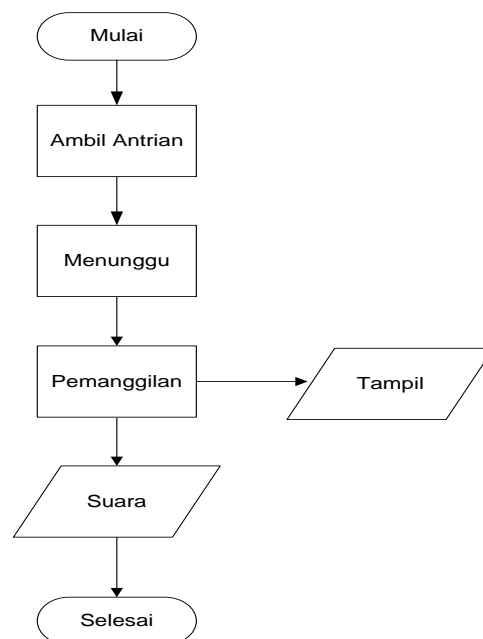 Mulai
Ambil Antrian
Menunggu
Pemanggilan
Tampil
Suara
Selesai